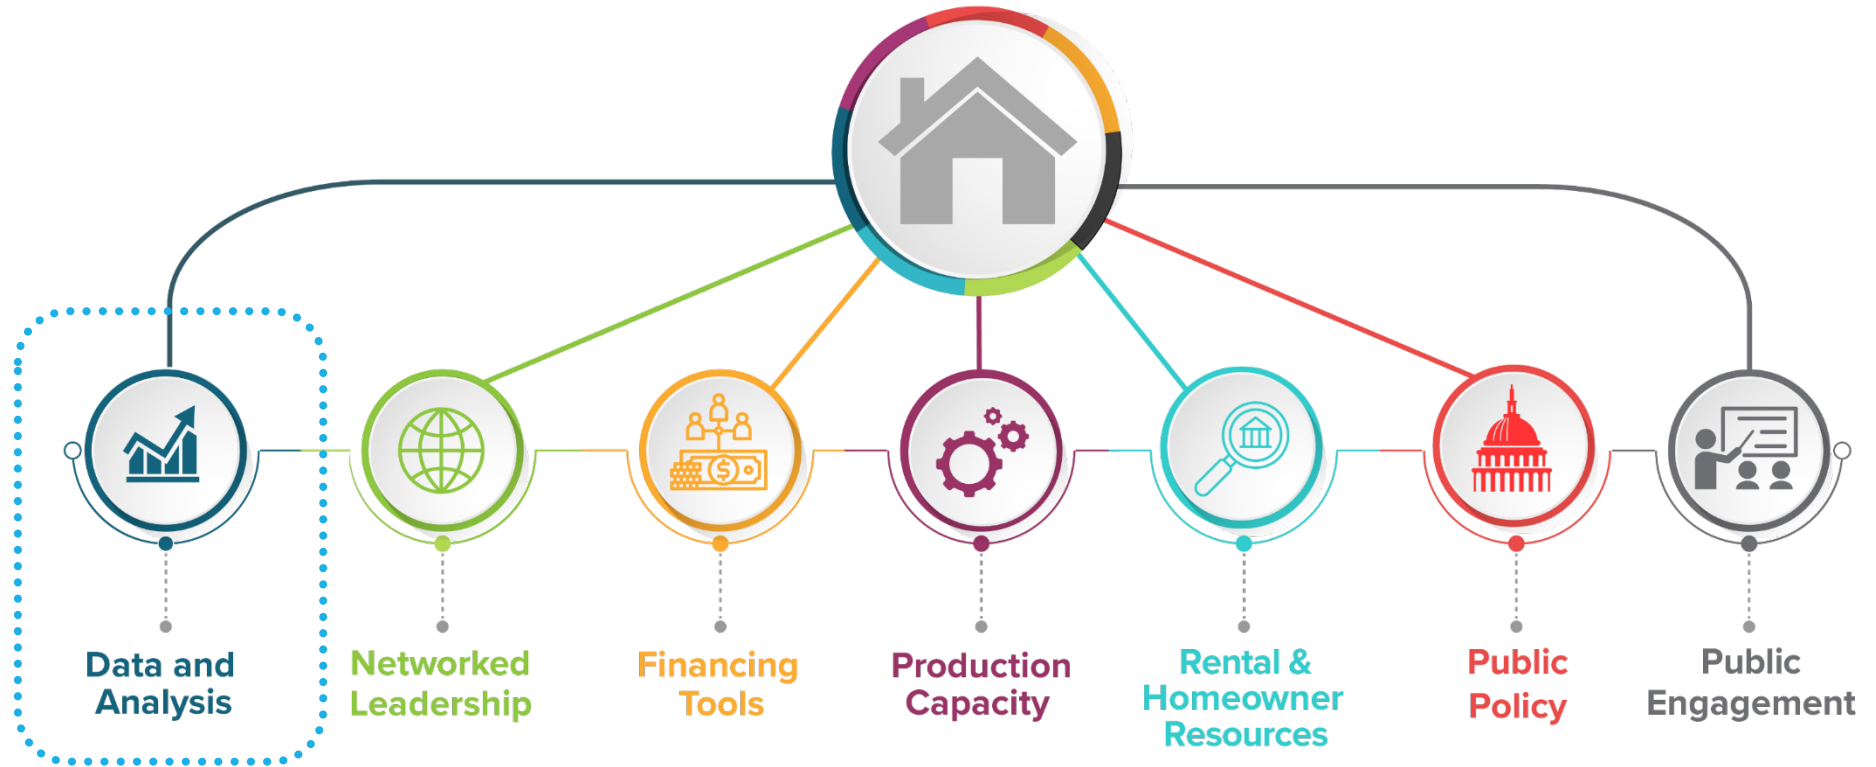 Data and
Analysis
Networked
Leadership
Financing
Tools
Production
Capacity
Rental &
Homeowner
Resources
Public
Policy
Public
Engagement
$